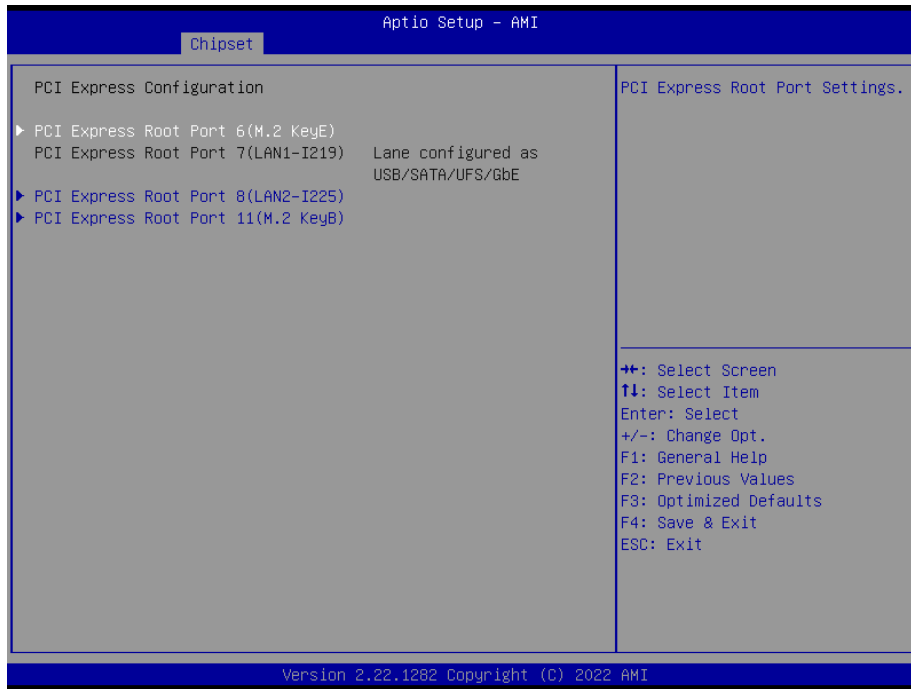 Aptio Setup – AMI
Chipset
PCI Express Configuration
PCI Express Root Port Settings.
▶ PCI Express Root Port 6(M.2 KeyE)
PCI Express Root Port 7(LAN1-I219) Lane configured as
USB/SATA/UFS/GbE
▶ PCI Express Root Port 8(LAN2-I225)
▶ PCI Express Root Port 11(M.2 KeyB)
→←: Select Screen
↑↓: Select Item
Enter: Select
+/-: Change Opt.
F1: General Help
F2: Previous Values
F3: Optimized Defaults
F4: Save & Exit
ESC: Exit
Version 2.22.1282 Copyright (C) 2022 AMI